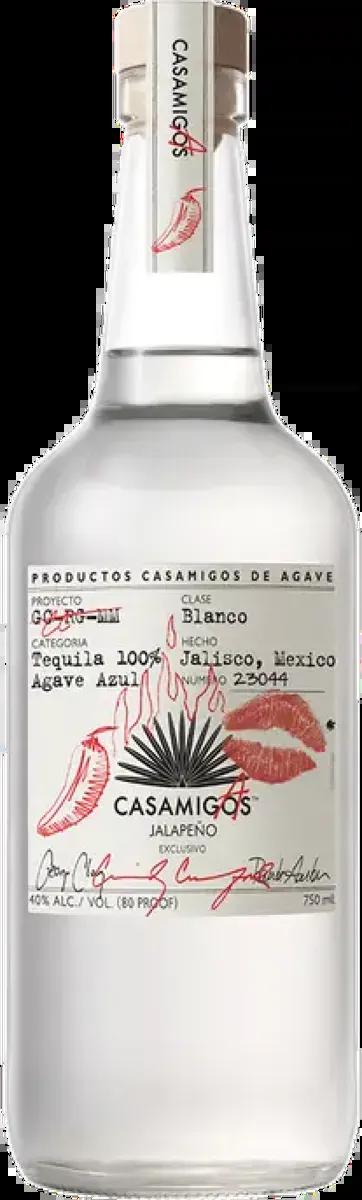 CASAMIGOS
A
PRODUCTOS CASAMIGOS DE AGAVE
PROYECTO
CLASE
Blanco
CATEGORIA
HECHO
Tequila 100%
Jalisco, Mexico
Agave Azul
NUMERO 23044
CASAMIGOS™
A
JALAPEÑO
EXCLUSIVO
40% ALC./ VOL. (80 PROOF)
750 mL